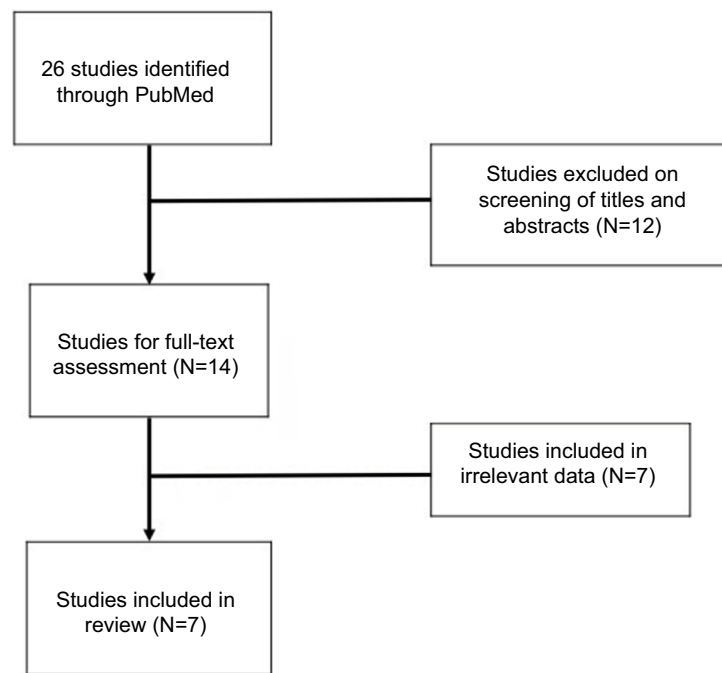 26 studies identified
through PubMed
Studies excluded on
screening of titles and
abstracts (N=12)
Studies for full-text
assessment (N=14)
Studies included in
irrelevant data (N=7)
Studies included in
review (N=7)